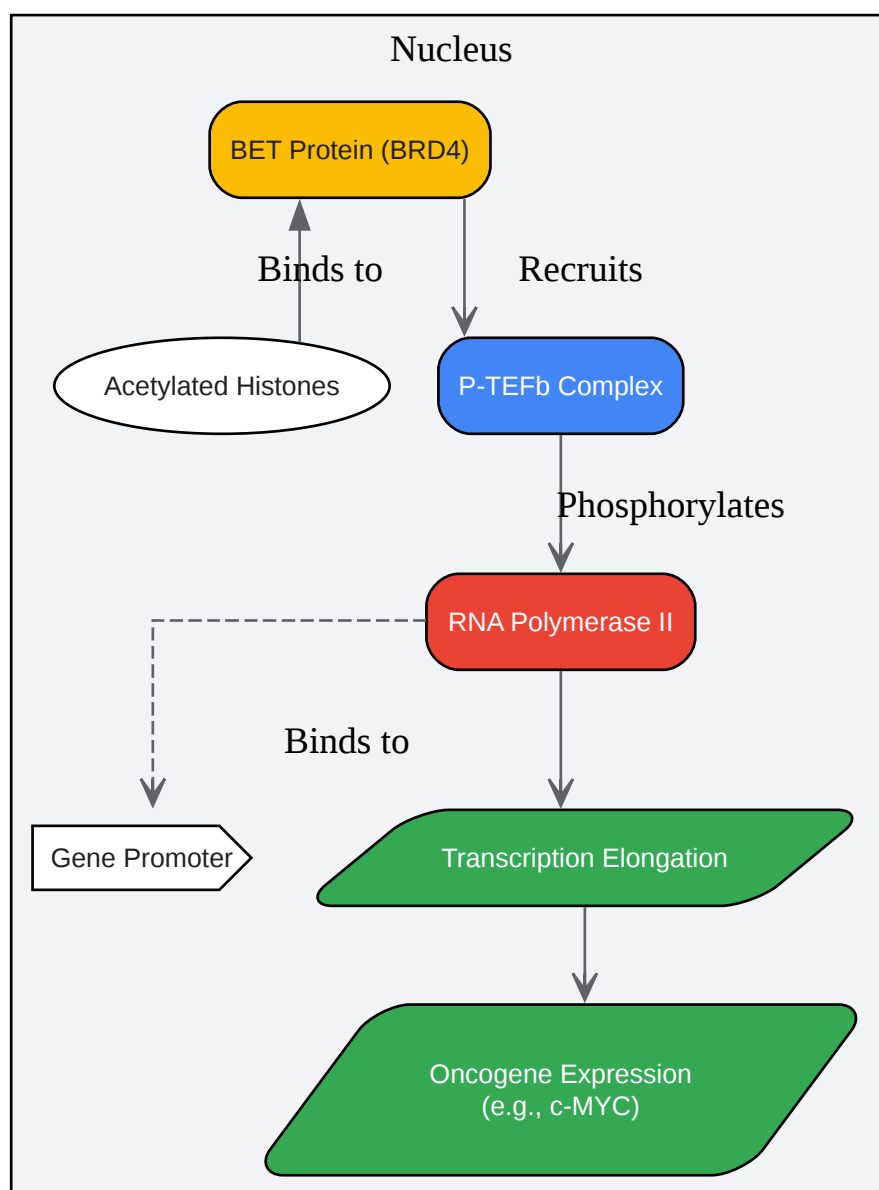 Nucleus
BET Protein (BRD4)
Binds to
Recruits
Acetylated Histones
P-TEFb Complex
Phosphorylates
RNA Polymerase II
Binds to
Gene Promoter
Transcription Elongation
Oncogene Expression
(e.g., c-MYC)